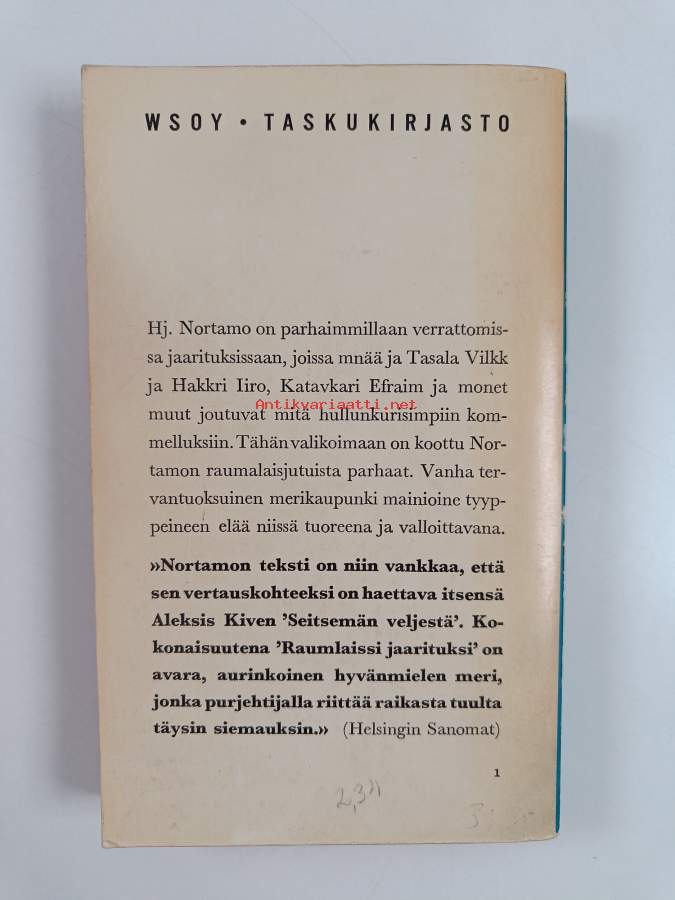 WSOY • TASKUKIRJASTO
Hj. Nortamo on parhaimmillaan verrattomis-
sa jaarituksissaan, joissa mnää ja Tasala Vilkk
ja Hakkri Iiro, Katavkari Efraim ja monet
Antikvariaatti.net
muut joutuvat mitä hullunkurisimpiin kom-
melluksiin. Tähän valikoimaan on koottu Nor-
tamon raumalaisjutuista parhaat. Vanha ter-
vantuoksuinen merikaupunki mainioine tyyp-
peineen elää niissä tuoreena ja valloittavana.
»Nortamon teksti on niin vankkaa, että
sen vertauskohteeksi on haettava itsensä
Aleksis Kiven 'Seitsemän veljestä'. Ko-
konaisuutena 'Raumlaissi jaarituksi' on
avara, aurinkoinen hyvänmielen meri,
jonka purjehtijalla riittää raikasta tuulta
täysin siemauksin.» (Helsingin Sanomat)
1